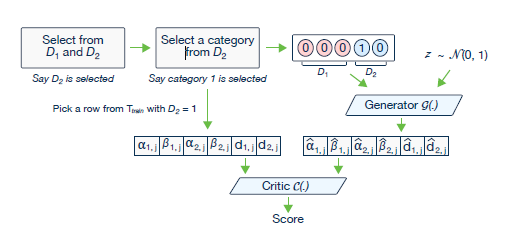 Select from
D₁ and D₂
Select a category
from D₂
0 0 0 1 0
z ~ 𝒩(0, 1)
D₁
D₂
Say D₂ is selected
Say category 1 is selected
Pick a row from T_train with D₂ = 1
Generator 𝒢(.)
α₁,ⱼ β₁,ⱼ α₂,ⱼ β₂,ⱼ d₁,ⱼ d₂,ⱼ
α̂₁,ⱼ β̂₁,ⱼ α̂₂,ⱼ β̂₂,ⱼ d̂₁,ⱼ d̂₂,ⱼ
Critic 𝒞(.)
Score